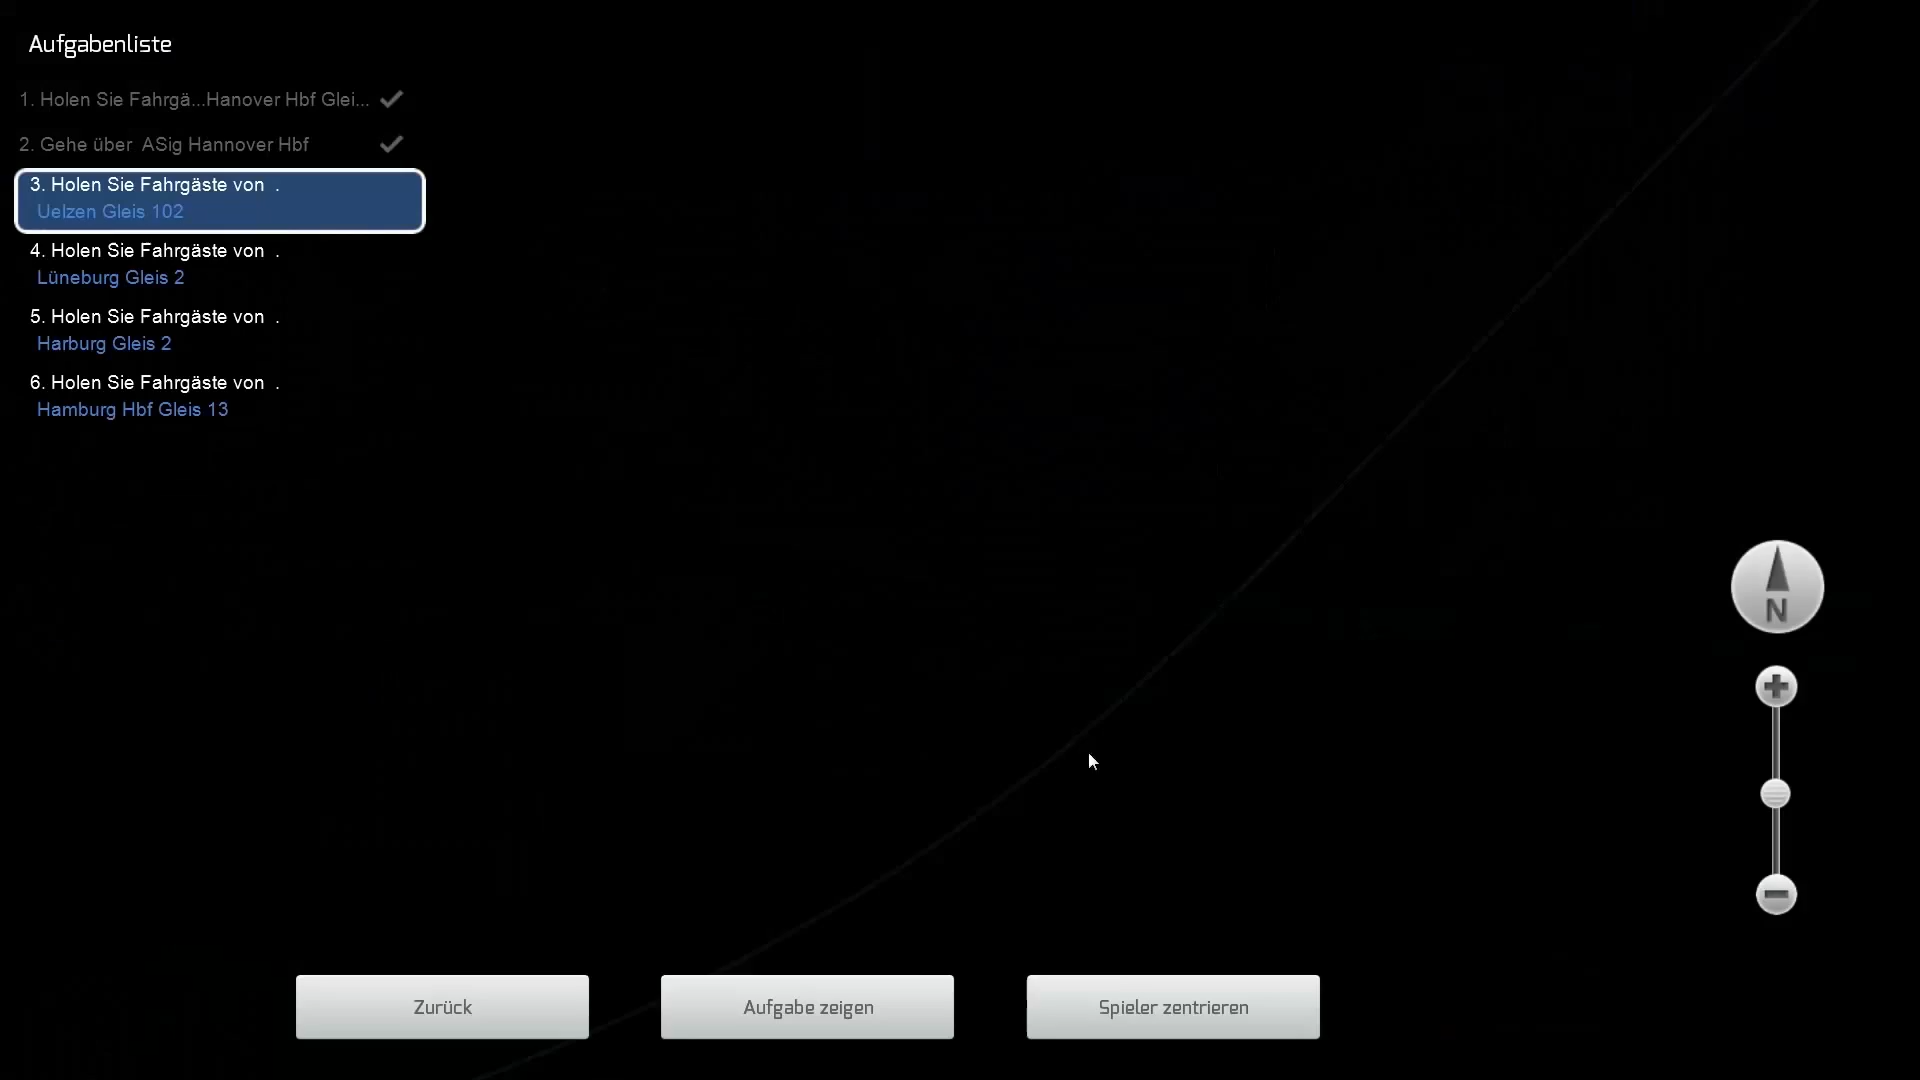 Aufgabenliste
1. Holen Sie Fahrgä...Hanover Hbf Glei...
2. Gehe über  ASig Hannover Hbf
3. Holen Sie Fahrgäste von  .
Uelzen Gleis 102
4. Holen Sie Fahrgäste von  .
Lüneburg Gleis 2
5. Holen Sie Fahrgäste von  .
Harburg Gleis 2
6. Holen Sie Fahrgäste von  .
Hamburg Hbf Gleis 13
N
Zurück
Aufgabe zeigen
Spieler zentrieren